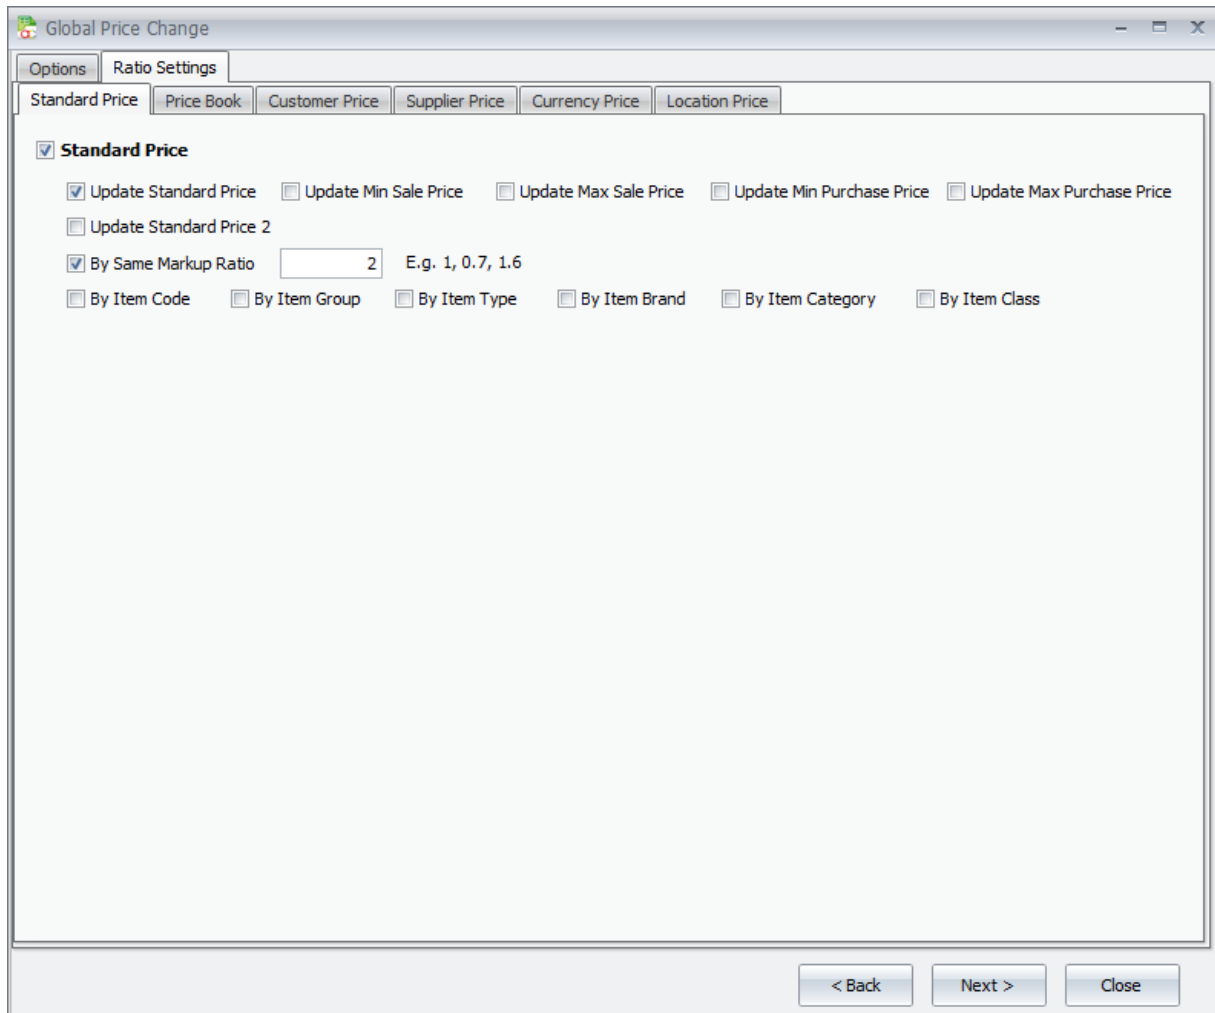 Global Price Change
Options Ratio Settings
Standard Price Price Book Customer Price Supplier Price Currency Price Location Price
Standard Price
Update Standard Price Update Min Sale Price Update Max Sale Price Update Min Purchase Price Update Max Purchase Price
Update Standard Price 2
By Same Markup Ratio 2 E.g. 1, 0.7, 1.6
By Item Code By Item Group By Item Type By Item Brand By Item Category By Item Class
< Back Next > Close